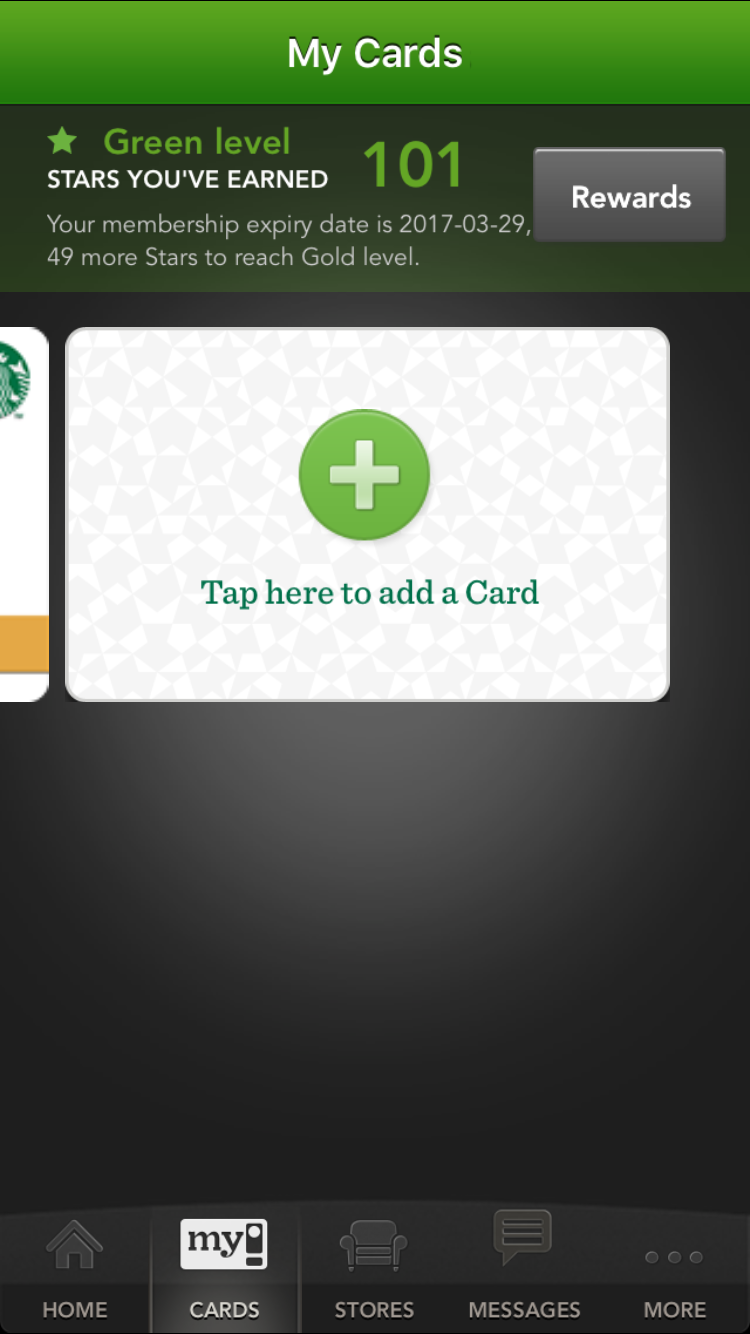 My Cards
Green level
STARS YOU'VE EARNED
101
Your membership expiry date is 2017-03-29,
49 more Stars to reach Gold level.
Rewards
Tap here to add a Card
my
HOME
CARDS
STORES
MESSAGES
MORE